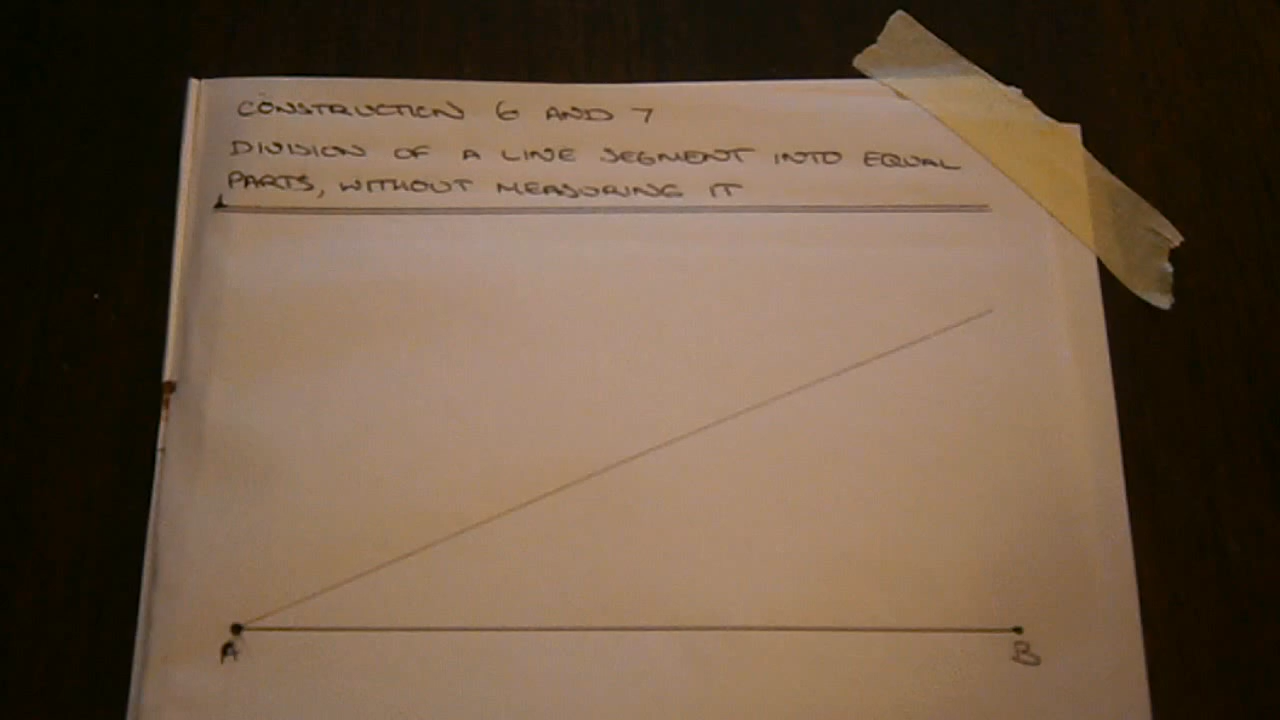 CONSTRUCTION 6 AND 7
DIVISION OF A LINE SEGMENT INTO EQUAL
PARTS, WITHOUT MEASURING IT
A B